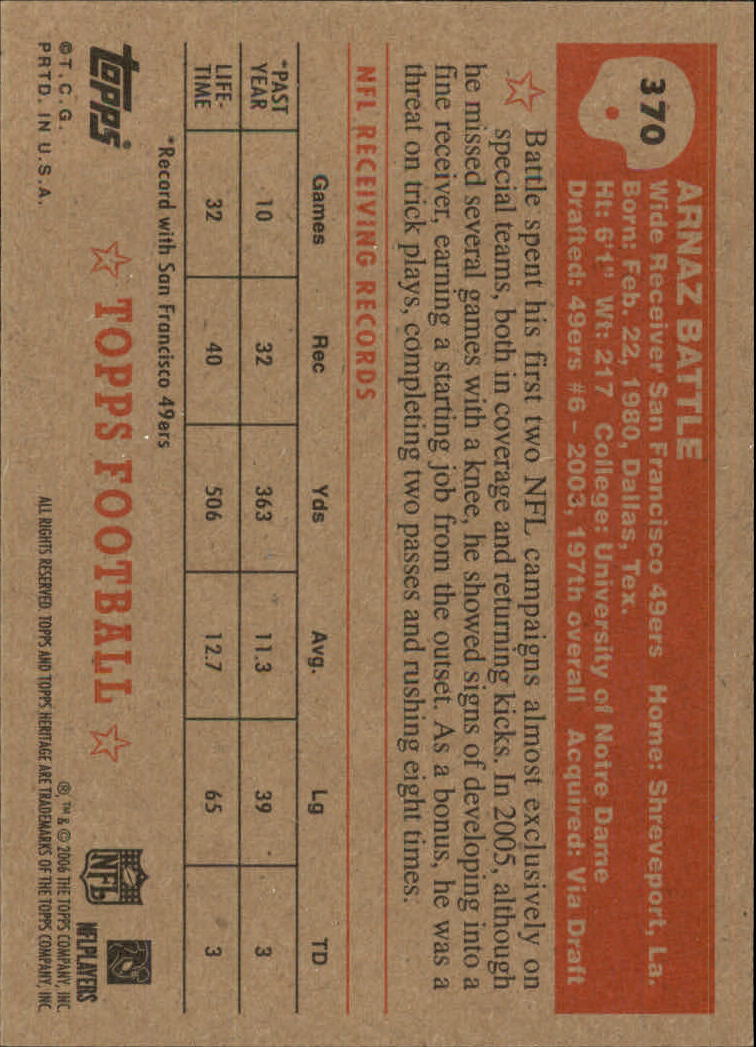 370
ARNAZ BATTLE
Wide Receiver San Francisco 49ers Home: Shreveport, La.
Born: Feb. 22, 1980, Dallas, Tex.
Ht: 6'1" Wt: 217 College: University of Notre Dame
Drafted: 49ers #6 – 2003, 197th overall Acquired: Via Draft
Battle spent his first two NFL campaigns almost exclusively on
special teams, both in coverage and returning kicks. In 2005, although
he missed several games with a knee, he showed signs of developing into a
fine receiver, earning a starting job from the outset. As a bonus, he was a
threat on trick plays, completing two passes and rushing eight times.
NFL RECEIVING RECORDS
Games Rec Yds Avg. Lg TD
*PAST YEAR 10 32 363 11.3 39 3
LIFE-TIME 32 40 506 12.7 65 3
*Record with San Francisco 49ers
topps®
TOPPS FOOTBALL
NFL
NFLPLAYERS
©T.C.G.
PRTD. IN U.S.A.
® ™ & © 2006 THE TOPPS COMPANY, INC.
ALL RIGHTS RESERVED. TOPPS AND TOPPS HERITAGE ARE TRADEMARKS OF THE TOPPS COMPANY, INC.